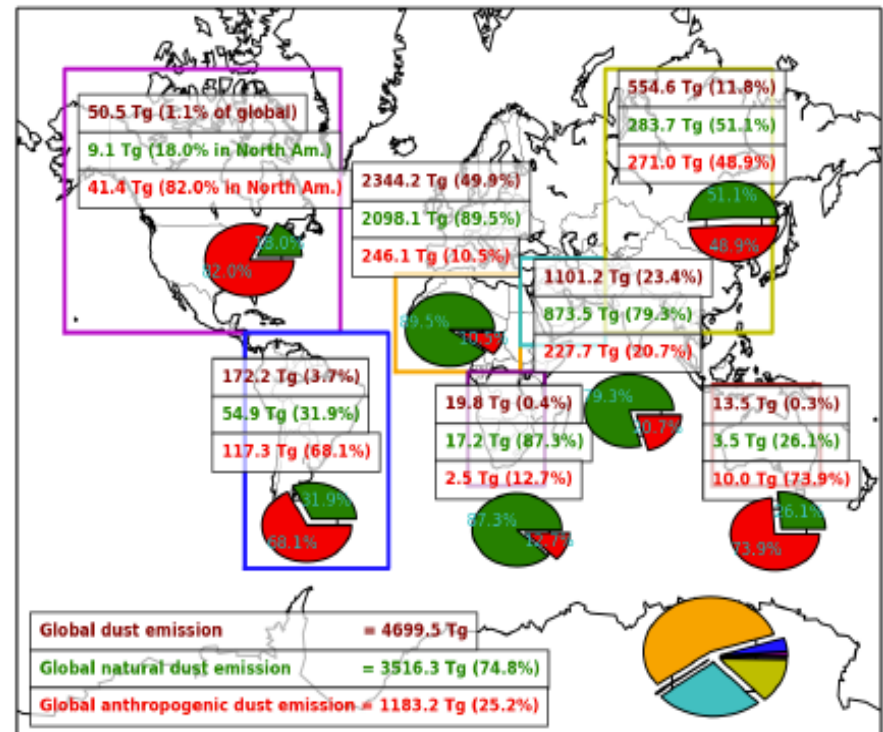 50.5 Tg (1.1% of global)
9.1 Tg (18.0% in North Am.)
41.4 Tg (82.0% in North Am.)
18.0%
82.0%
2344.2 Tg (49.9%)
2098.1 Tg (89.5%)
246.1 Tg (10.5%)
89.5%
10.5%
554.6 Tg (11.8%)
283.7 Tg (51.1%)
271.0 Tg (48.9%)
51.1%
48.9%
1101.2 Tg (23.4%)
873.5 Tg (79.3%)
227.7 Tg (20.7%)
79.3%
20.7%
172.2 Tg (3.7%)
54.9 Tg (31.9%)
117.3 Tg (68.1%)
31.9%
68.1%
19.8 Tg (0.4%)
17.2 Tg (87.3%)
2.5 Tg (12.7%)
87.3%
12.7%
13.5 Tg (0.3%)
3.5 Tg (26.1%)
10.0 Tg (73.9%)
26.1%
73.9%
Global dust emission = 4699.5 Tg
Global natural dust emission = 3516.3 Tg (74.8%)
Global anthropogenic dust emission = 1183.2 Tg (25.2%)